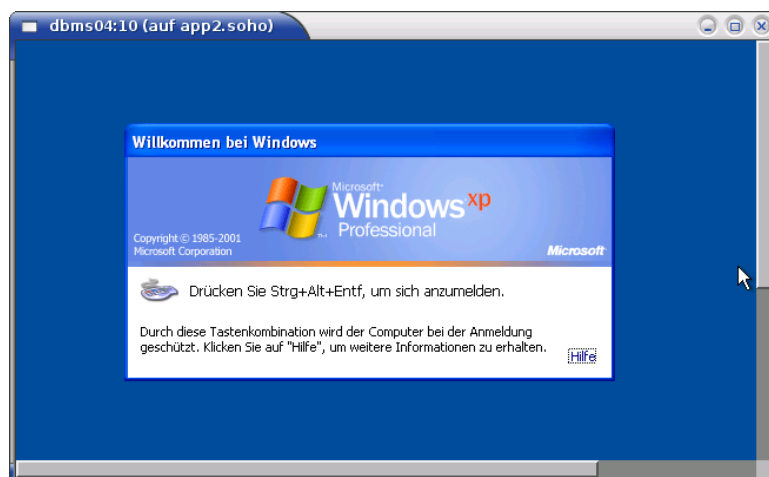 dbms04:10 (auf app2.soho)
Willkommen bei Windows
Microsoft
Windows xp
Professional
Copyright © 1985-2001
Microsoft Corporation
Microsoft
Drücken Sie Strg+Alt+Entf, um sich anzumelden.
Durch diese Tastenkombination wird der Computer bei der Anmeldung
geschützt. Klicken Sie auf "Hilfe", um weitere Informationen zu erhalten.
Hilfe